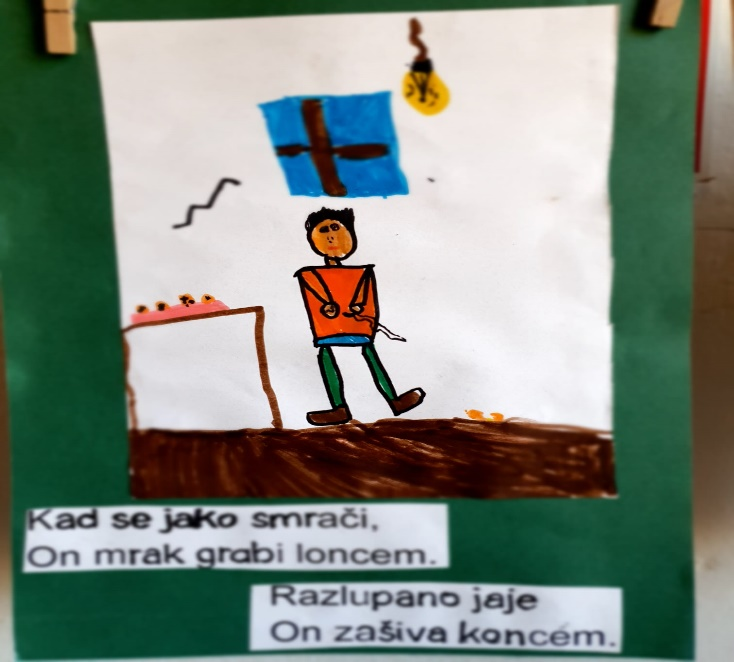 Kad se jako smrači,
On mrak grabi loncem.
Razlupano jaje
On zašiva koncem.